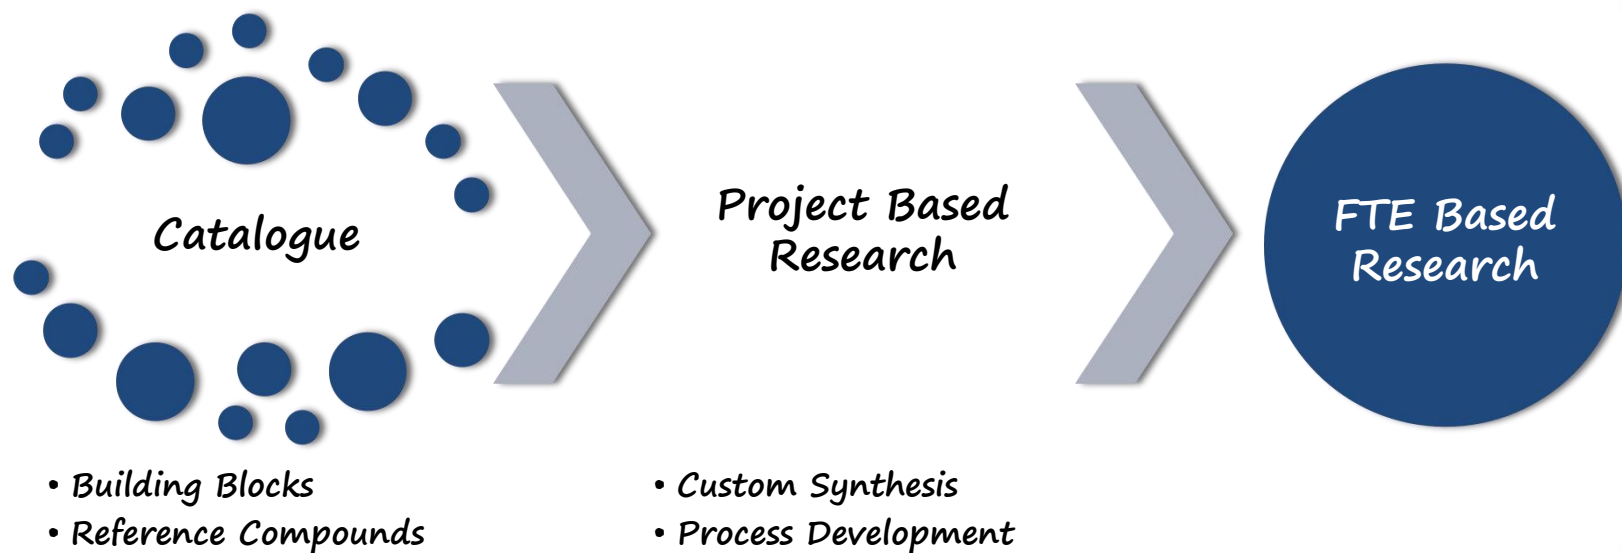 Catalogue
Project Based
Research
FTE Based
Research
• Building Blocks
• Reference Compounds
• Custom Synthesis
• Process Development